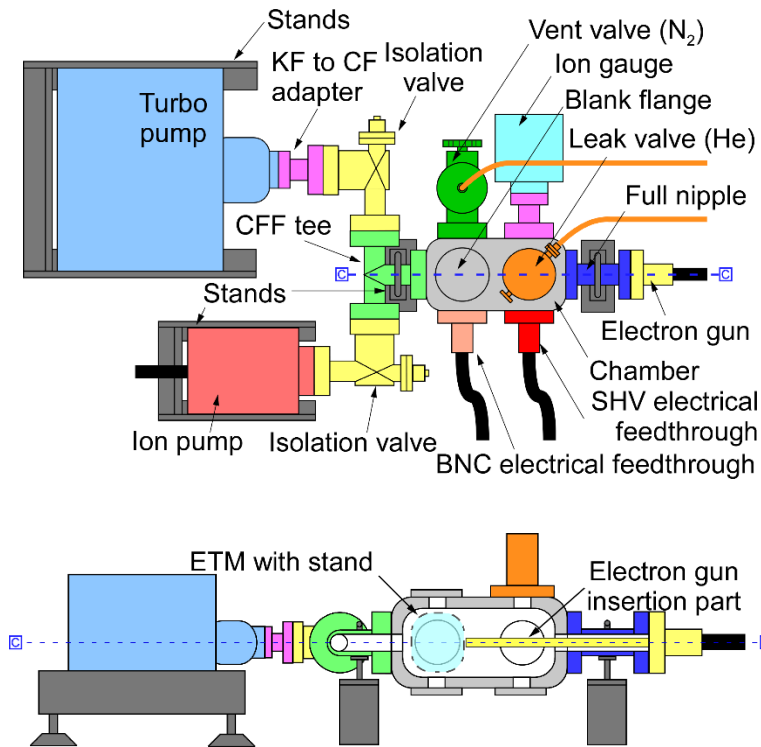 Stands
Vent valve (N₂)
KF to CF
adapter
Isolation
valve
Ion gauge
Blank flange
Turbo
pump
Leak valve (He)
Full nipple
CFF tee
C
C
Stands
Electron gun
Chamber
Ion pump
Isolation valve
SHV electrical
feedthrough
BNC electrical feedthrough
ETM with stand
Electron gun
insertion part
C